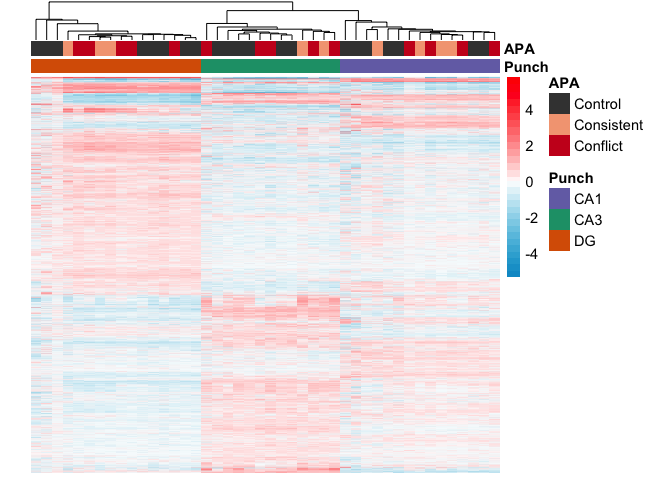 APA
Punch
4
2
0
-2
-4
APA
Control
Consistent
Conflict
Punch
CA1
CA3
DG